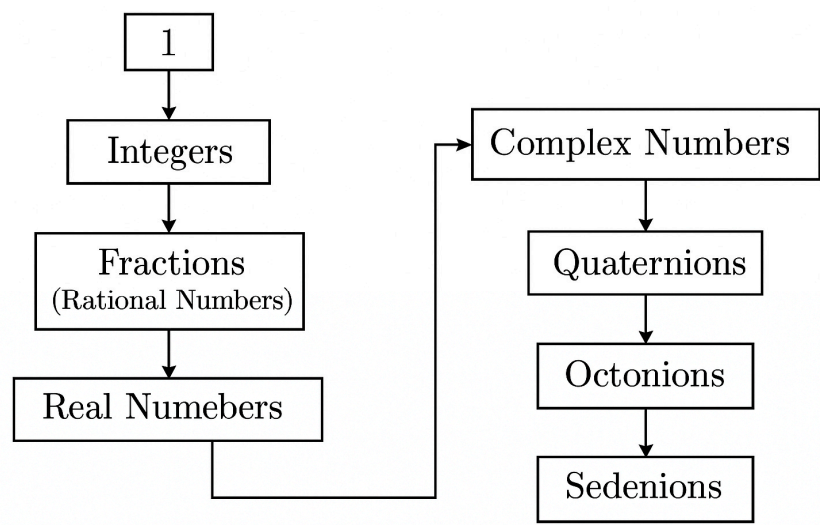 1
Integers
Fractions
(Rational Numbers)
Real Numebers
Complex Numbers
Quaternions
Octonions
Sedenions